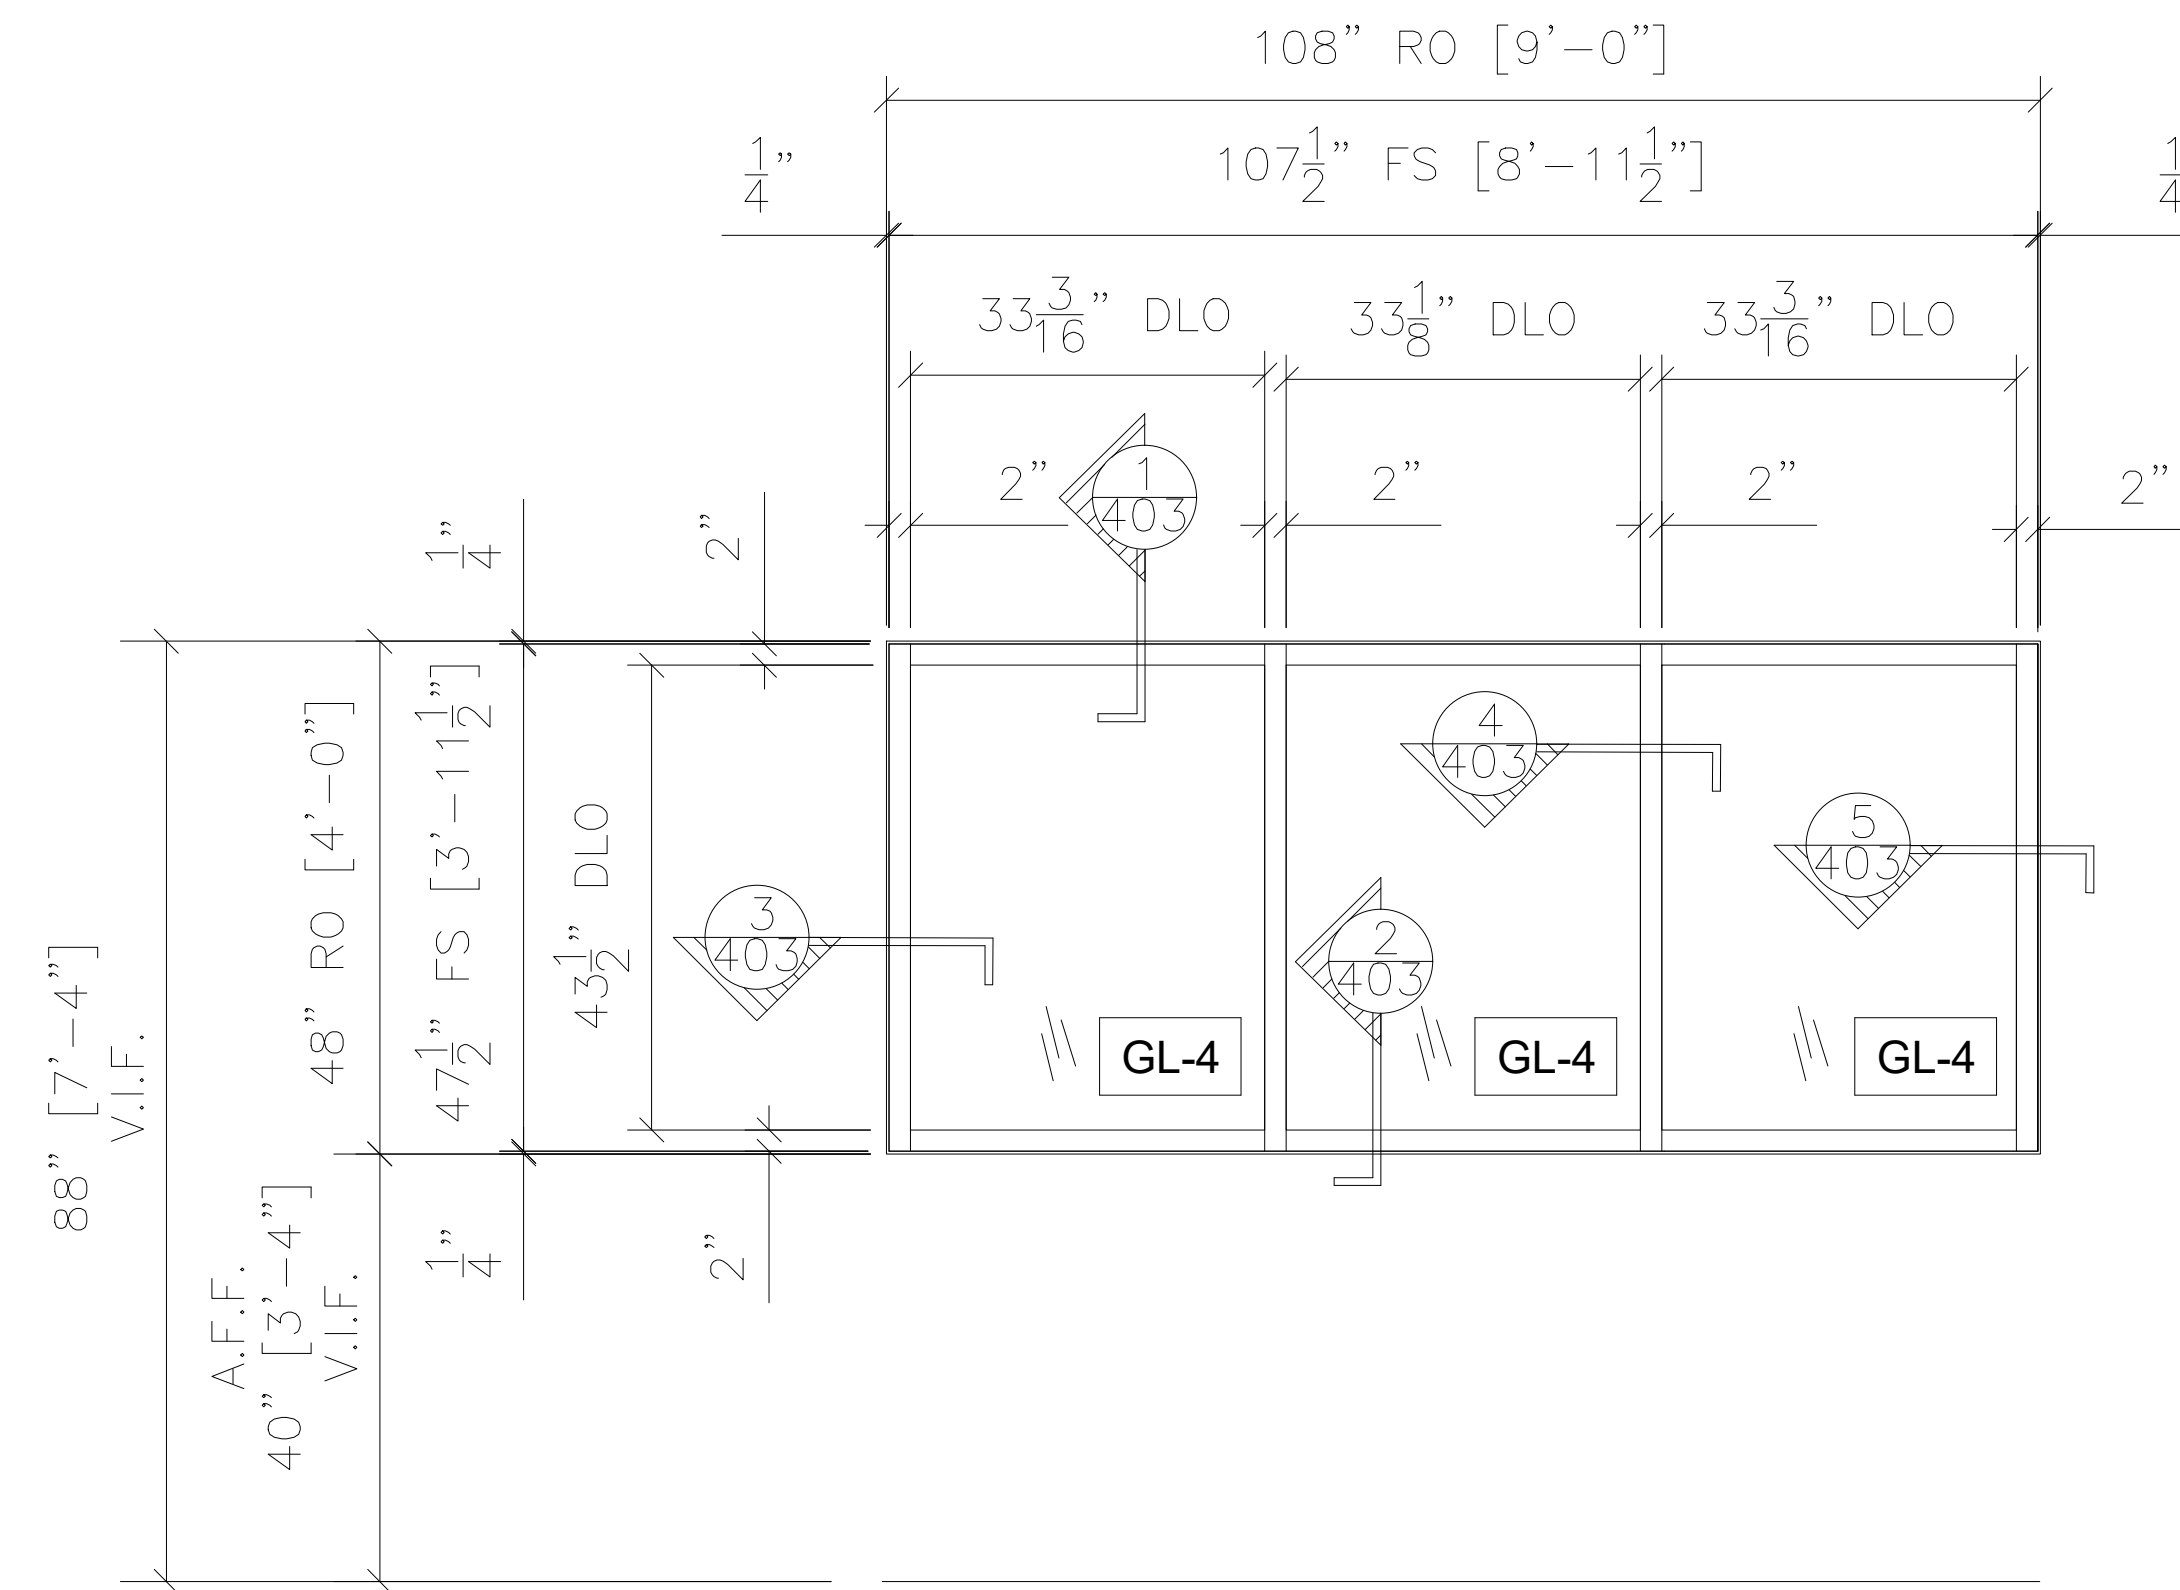 108" RO [9'-0"]
1/4"
107 1/2" FS [8'-11 1/2"]
1/4
33 3/16" DLO
33 1/8" DLO
33 3/16" DLO
2"
1
403
2"
2"
2"
1/4"
2"
88" [7'-4"]
V.I.F.
48" RO [4'-0"]
47 1/2" FS [3'-11 1/2"]
43 1/2" DLO
3
403
4
403
5
403
2
403
GL-4
GL-4
GL-4
A.F.F.
40" [3'-4"]
V.I.F.
1/4"
2"